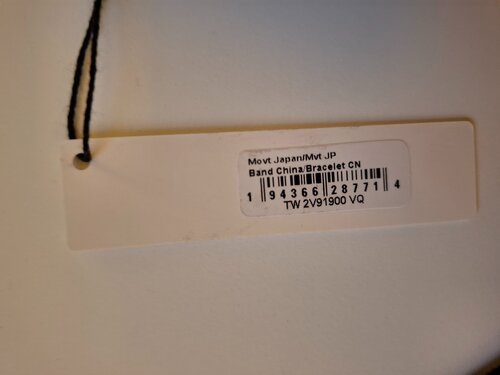 Movt Japan/Mvt JP
Band China/Bracelet CN
1 94366 28771 4
TW 2V91900 VQ